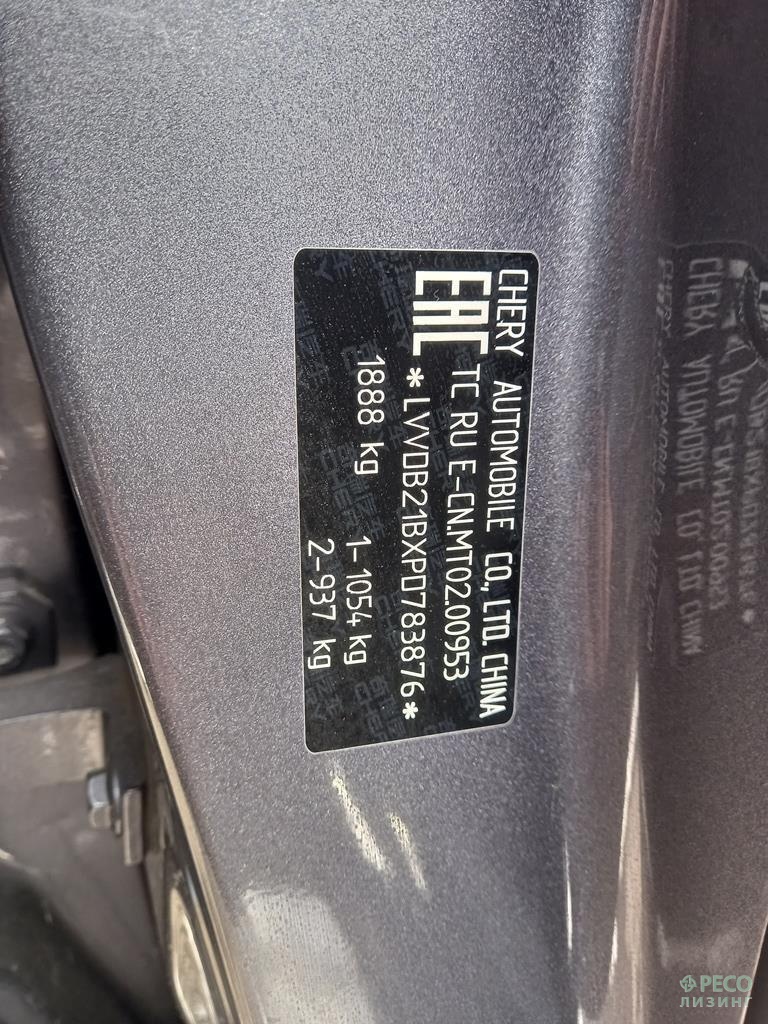 CHERY AUTOMOBILE CO., LTD. CHINA
EAC TC RU E-CN.MT02.00953
*LVVDB21BXPD783876*
1888 kg
1-1054 kg
2-937 kg
РЕСО
ЛИЗИНГ